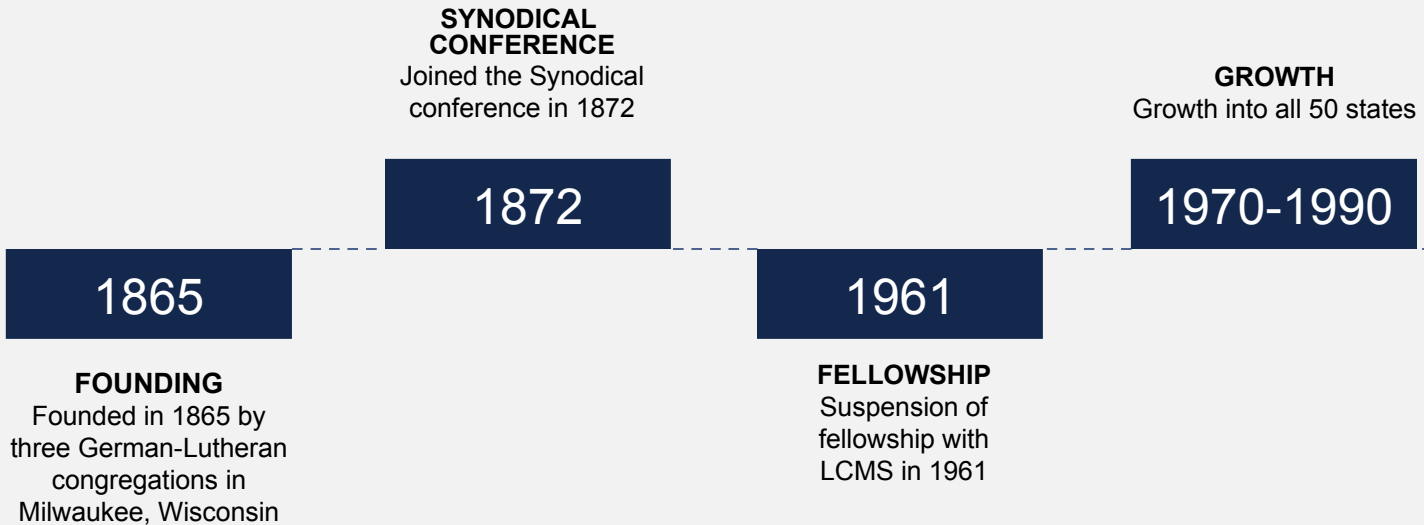 1865
FOUNDING
Founded in 1865 by
three German-Lutheran
congregations in
Milwaukee, Wisconsin
SYNODICAL
CONFERENCE
Joined the Synodical
conference in 1872
1872
1961
FELLOWSHIP
Suspension of
fellowship with
LCMS in 1961
GROWTH
Growth into all 50 states
1970-1990